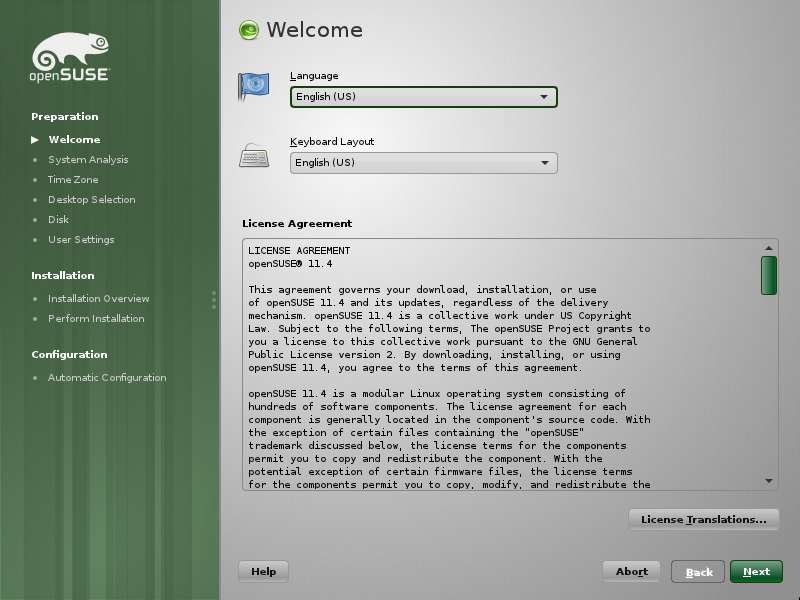 openSUSE
Preparation
Welcome
System Analysis
Time Zone
Desktop Selection
Disk
User Settings
Installation
Installation Overview
Perform Installation
Configuration
Automatic Configuration
Welcome
Language
English (US)
Keyboard Layout
English (US)
License Agreement
LICENSE AGREEMENT
openSUSE® 11.4
This agreement governs your download, installation, or use
of openSUSE 11.4 and its updates, regardless of the delivery
mechanism. openSUSE 11.4 is a collective work under US Copyright
Law. Subject to the following terms, The openSUSE Project grants to
you a license to this collective work pursuant to the GNU General
Public License version 2. By downloading, installing, or using
openSUSE 11.4, you agree to the terms of this agreement.
openSUSE 11.4 is a modular Linux operating system consisting of
hundreds of software components. The license agreement for each
component is generally located in the component's source code. With
the exception of certain files containing the "openSUSE"
trademark discussed below, the license terms for the components
permit you to copy and redistribute the component. With the
potential exception of certain firmware files, the license terms
for the components permit you to copy, modify, and redistribute the
License Translations...
Help
Abort
Back
Next